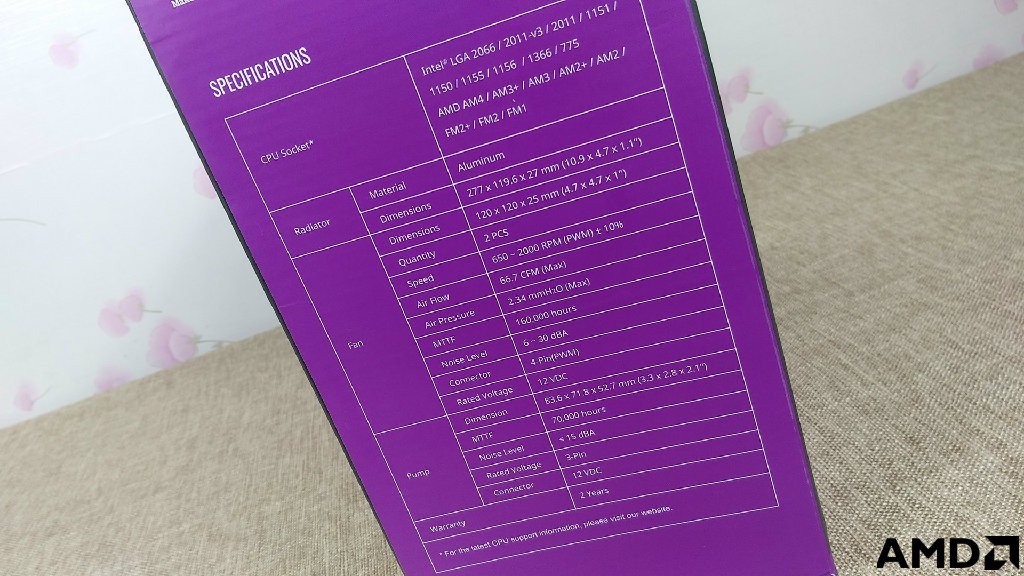 SPECIFICATIONS
CPU Socket*
Intel® LGA 2066 / 2011-v3 / 2011 / 1151 /
1150 / 1155 / 1156 / 1366 / 775
AMD AM4 / AM3+ / AM3 / AM2+ / AM2 /
FM2+ / FM2 / FM1
Radiator
Material Aluminum
Dimensions 277 x 119.6 x 27 mm (10.9 x 4.7 x 1.1")
Fan
Dimensions 120 x 120 x 25 mm (4.7 x 4.7 x 1")
Quantity 2 PCS
Speed 650 ~ 2000 RPM (PWM) ± 10%
Air Flow 66.7 CFM (Max)
Air Pressure 2.34 mmH₂O (Max)
MTTF 160,000 hours
Noise Level 6 ~ 30 dBA
Connector 4 Pin(PWM)
Rated Voltage 12 VDC
Pump
Dimension 83.6 x 71.8 x 52.7 mm (3.3 x 2.8 x 2.1")
MTTF 70,000 hours
Noise Level < 15 dBA
Rated Voltage 3-Pin
Connector 12 VDC
Warranty 2 Years
* For the latest CPU support information, please visit our website.
AMD